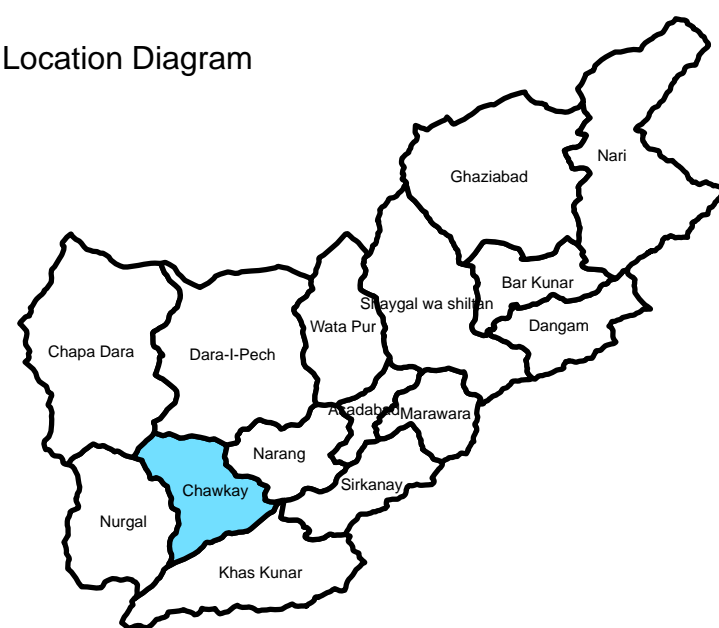 Location Diagram
Nari
Ghaziabad
Bar Kunar
Shaygal wa shiltan
Dangam
Wata Pur
Chapa Dara
Dara-I-Pech
Asadabad
Marawara
Narang
Sirkanay
Chawkay
Nurgal
Khas Kunar